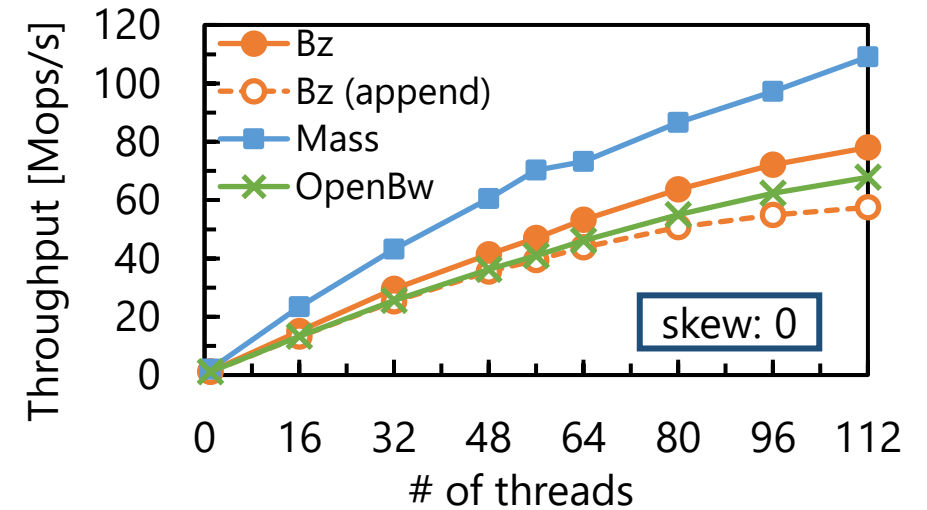 Throughput [Mops/s]
120
100
80
60
40
20
0
Bz
Bz (append)
Mass
OpenBw
skew: 0
0 16 32 48 64 80 96 112
# of threads